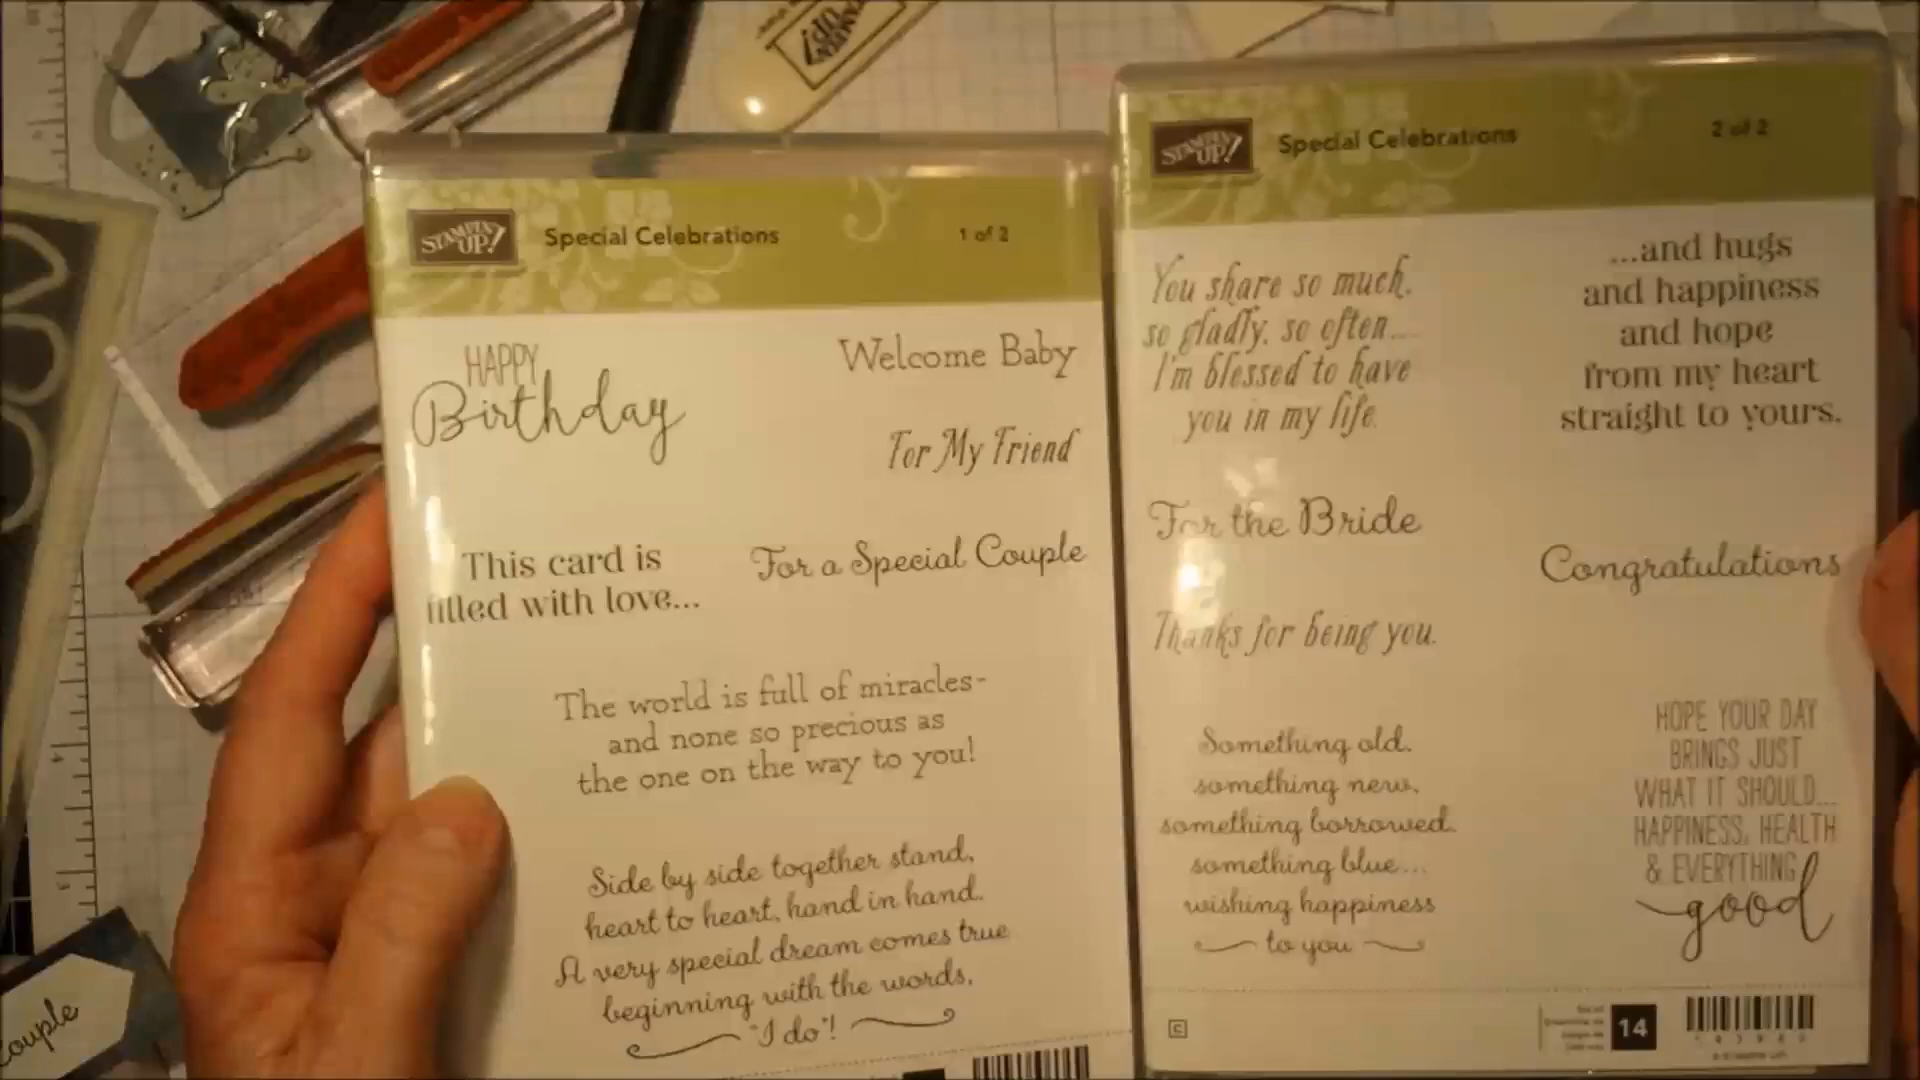 STAMPIN' UP!
STAMPIN' UP!
Special Celebrations
1 of 2
HAPPY
Birthday
Welcome Baby
For My Friend
This card is
filled with love...
For a Special Couple
The world is full of miracles-
and none so precious as
the one on the way to you!
Side by side together stand,
heart to heart, hand in hand.
A very special dream comes true
beginning with the words,
"I do"!
STAMPIN' UP!
Special Celebrations
2 of 2
You share so much,
so gladly, so often....
I'm blessed to have
you in my life.
...and hugs
and happiness
and hope
from my heart
straight to yours.
For the Bride
Congratulations
Thanks for being you.
Something old,
something new,
something borrowed,
something blue...
wishing happiness
to you
HOPE YOUR DAY
BRINGS JUST
WHAT IT SHOULD...
HAPPINESS, HEALTH
& EVERYTHING
good
C
14
Couple